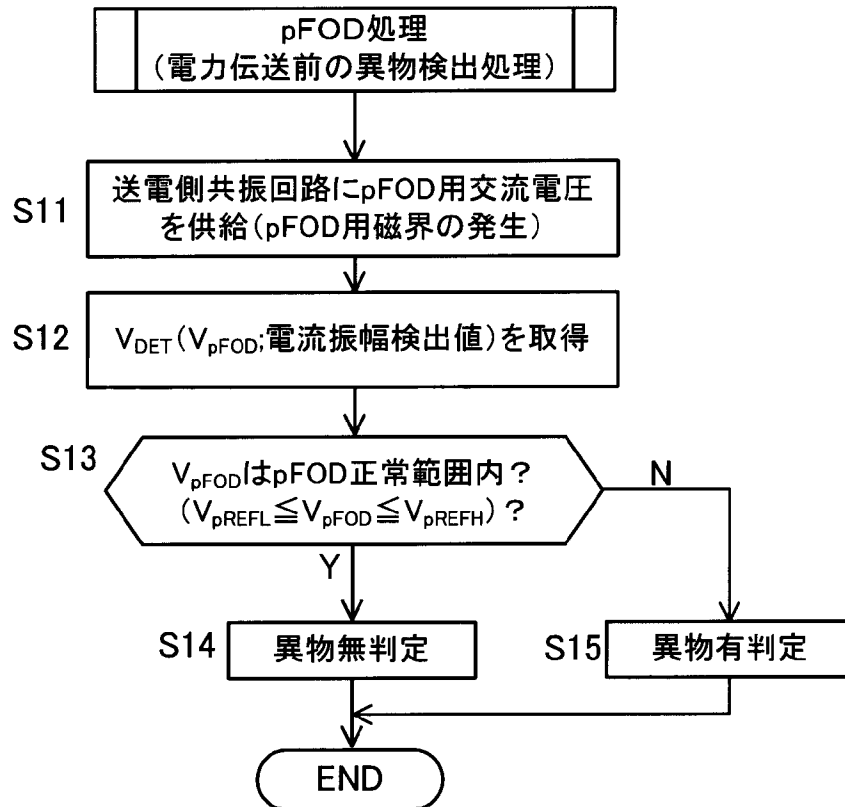 pFOD処理
(電力伝送前の異物検出処理)
S11
送電側共振回路にpFOD用交流電圧
を供給(pFOD用磁界の発生)
S12
VDET(VpFOD;電流振幅検出値)を取得
S13
VpFODはpFOD正常範囲内?
(VpREFL≦VpFOD≦VpREFH)?
N
Y
S14
異物無判定
S15
異物有判定
END